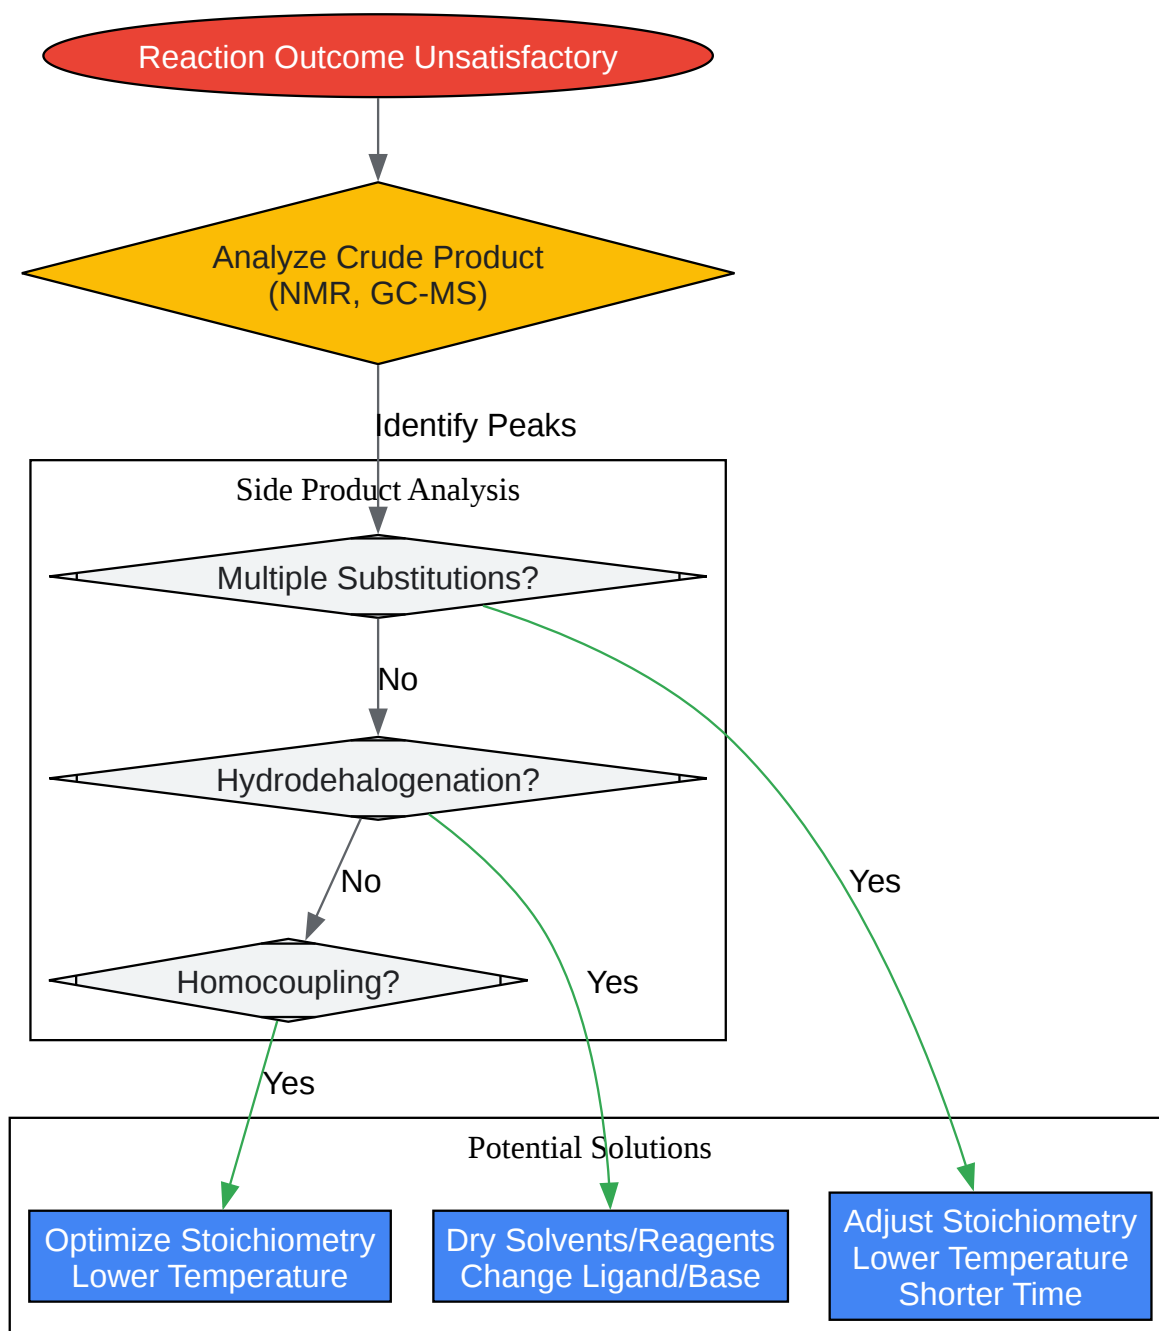 Reaction Outcome Unsatisfactory
Analyze Crude Product
(NMR, GC-MS)
Identify Peaks
Side Product Analysis
Multiple Substitutions?
No
Hydrodehalogenation?
No
Yes
Homocoupling?
Yes
Yes
Potential Solutions
Optimize Stoichiometry
Lower Temperature
Dry Solvents/Reagents
Change Ligand/Base
Adjust Stoichiometry
Lower Temperature
Shorter Time